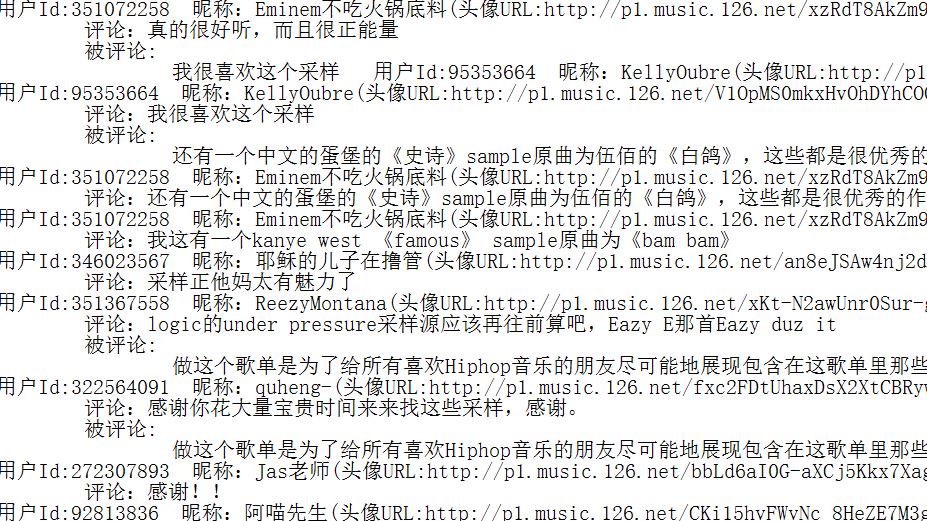 用户Id:351072258  昵称：Eminem不吃火锅底料(头像URL:http://p1.music.126.net/xzRdT8AkZm9
评论：真的很好听，而且很正能量
被评论:
我很喜欢这个采样   用户Id:95353664  昵称：KellyOubre(头像URL:http://p1
用户Id:95353664  昵称：KellyOubre(头像URL:http://p1.music.126.net/V1OpMS0mkxHvOhDYhCO
评论：我很喜欢这个采样
被评论:
还有一个中文的蛋堡的《史诗》sample原曲为伍佰的《白鸽》，这些都是很优秀的
用户Id:351072258  昵称：Eminem不吃火锅底料(头像URL:http://p1.music.126.net/xzRdT8AkZm9
评论：还有一个中文的蛋堡的《史诗》sample原曲为伍佰的《白鸽》，这些都是很优秀的作
用户Id:351072258  昵称：Eminem不吃火锅底料(头像URL:http://p1.music.126.net/xzRdT8AkZm9
评论：我这有一个kanye west 《famous》 sample原曲为《bam bam》
用户Id:346023567  昵称：耶稣的儿子在撸管(头像URL:http://p1.music.126.net/an8eJSAw4nj2d
评论：采样正他妈太有魅力了
用户Id:351367558  昵称：ReezyMontana(头像URL:http://p1.music.126.net/xKt-N2awUnrOSur-g
评论：logic的under pressure采样源应该再往前算吧，Eazy E那首Eazy duz it
被评论:
做这个歌单是为了给所有喜欢Hiphop音乐的朋友尽可能地展现包含在这歌单里那些
用户Id:322564091  昵称：quheng-(头像URL:http://p1.music.126.net/fxc2FDtUhaxDsX2XtCBRyw
评论：感谢你花大量宝贵时间来来找这些采样，感谢。
被评论:
做这个歌单是为了给所有喜欢Hiphop音乐的朋友尽可能地展现包含在这歌单里那些
用户Id:272307893  昵称：Jas老师(头像URL:http://p1.music.126.net/bbLd6aIOG-aXCj5Kkx7Xag
评论：感谢！！
用户Id:92813836  昵称：阿喵先生(头像URL:http://p1.music.126.net/CKi15hvFWvNc_8HeZE7M3g